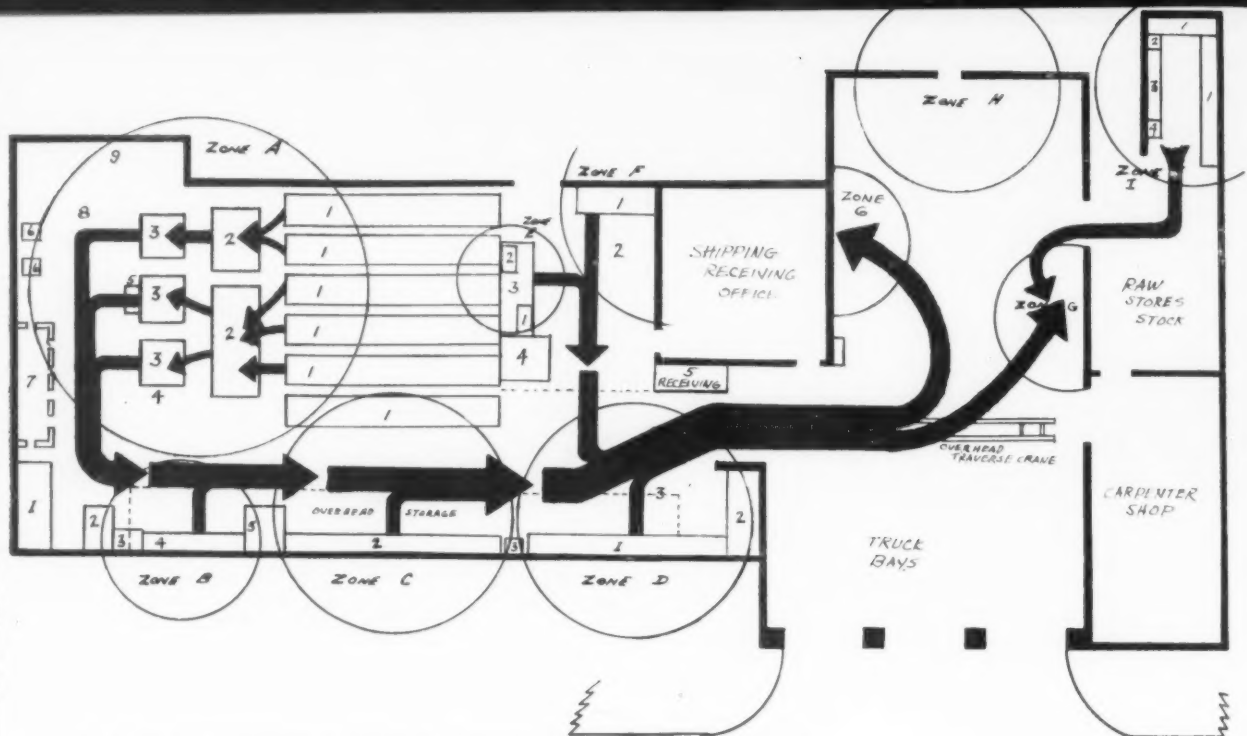 ZONE H
1
2
3
4
1
ZONE I
9
ZONE A
ZONE F
1
2
ZONE E
2
3
1
4
ZONE G
SHIPPING
RECEIVING
OFFICE
ZONE G
RAW
STORES
STOCK
8
6
6
3
2
1
1
5
3
1
2
1
7
3
4
1
1
5
RECEIVING
OVERHEAD
TRAVERSE CRANE
1
2
3
4
5
OVERHEAD STORAGE
2
3
3
1
2
CARPENTER
SHOP
TRUCK
BAYS
ZONE B
ZONE C
ZONE D